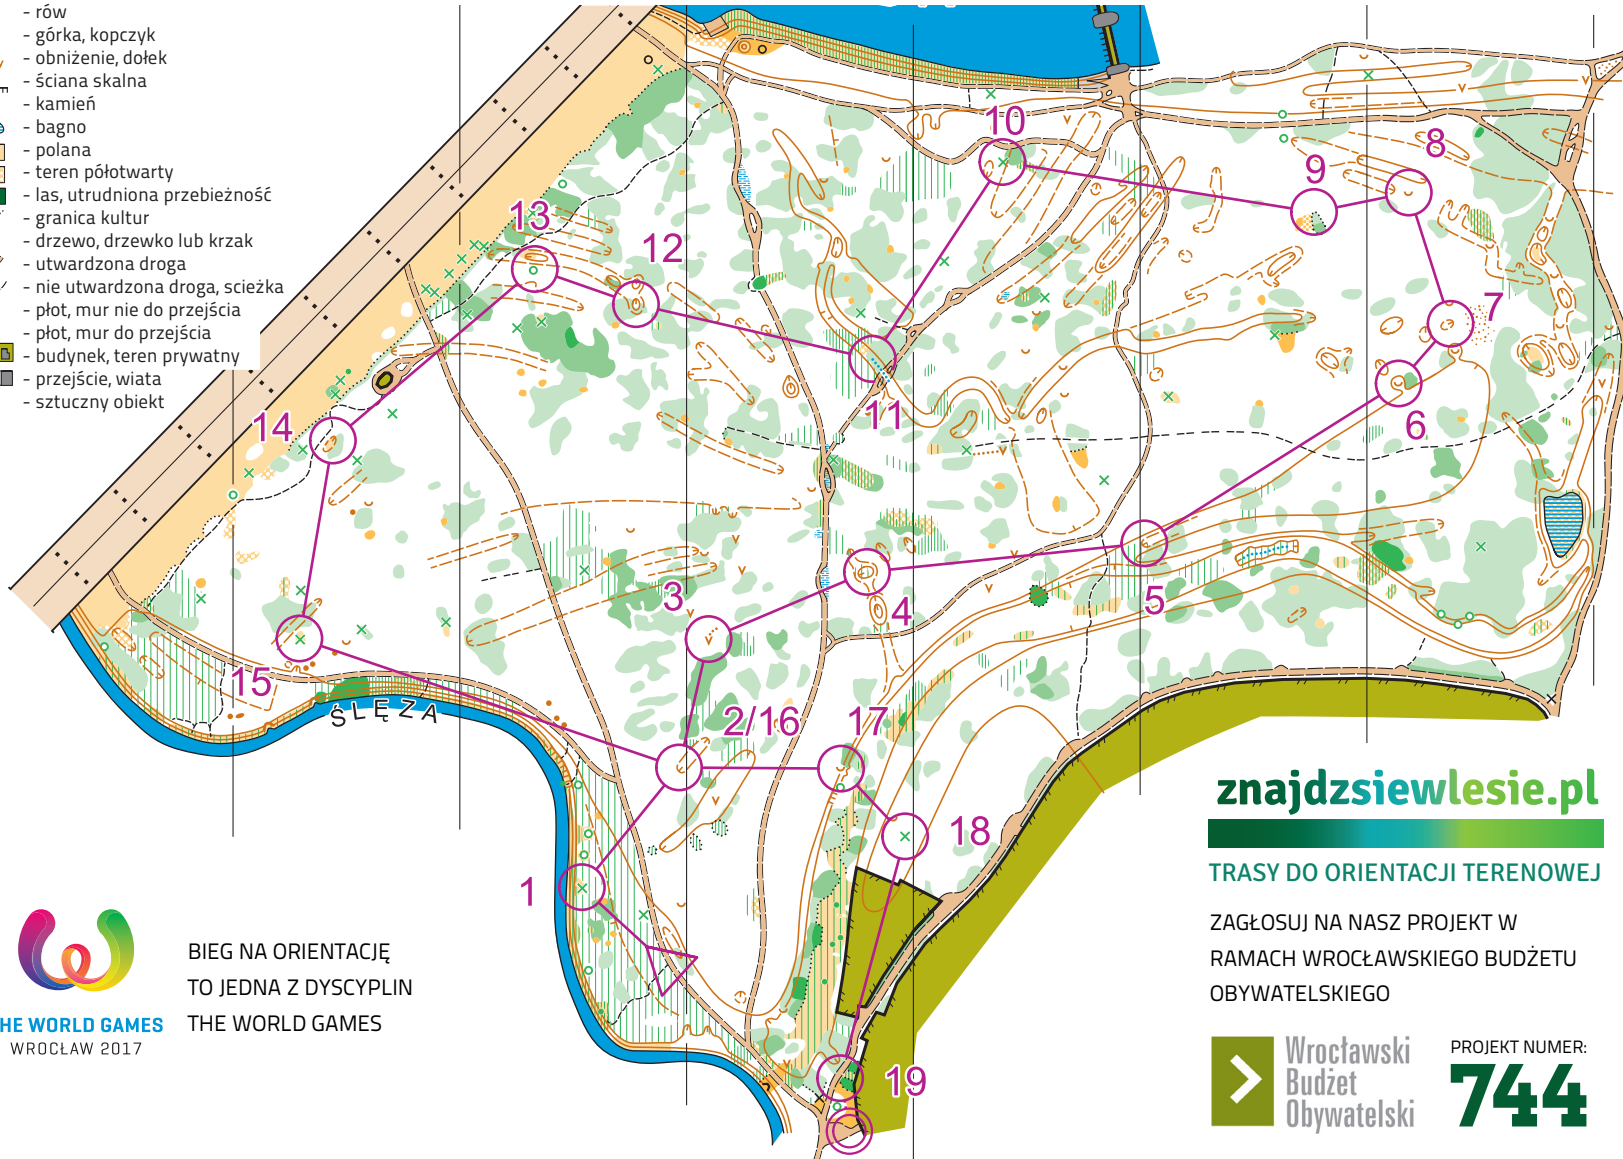 - rów
- górka, kopczyk
- obniżenie, dołek
- ściana skalna
- kamień
- bagno
- polana
- teren półotwarty
- las, utrudniona przebieżność
- granica kultur
- drzewo, drzewko lub krzak
- utwardzona droga
- nie utwardzona droga, scieżka
- płot, mur nie do przejścia
- płot, mur do przejścia
- budynek, teren prywatny
- przejście, wiata
- sztuczny obiekt
10
8
9
13
12
7
14
11
6
3
4
5
15
ŚLĘZA
2/16
17
18
1
19
znajdzsiewlesie.pl
TRASY DO ORIENTACJI TERENOWEJ
ZAGŁOSUJ NA NASZ PROJEKT W
RAMACH WROCŁAWSKIEGO BUDŻETU
OBYWATELSKIEGO
BIEG NA ORIENTACJĘ
TO JEDNA Z DYSCYPLIN
THE WORLD GAMES
HE WORLD GAMES
WROCŁAW 2017
Wrocławski
Budżet
Obywatelski
PROJEKT NUMER:
744